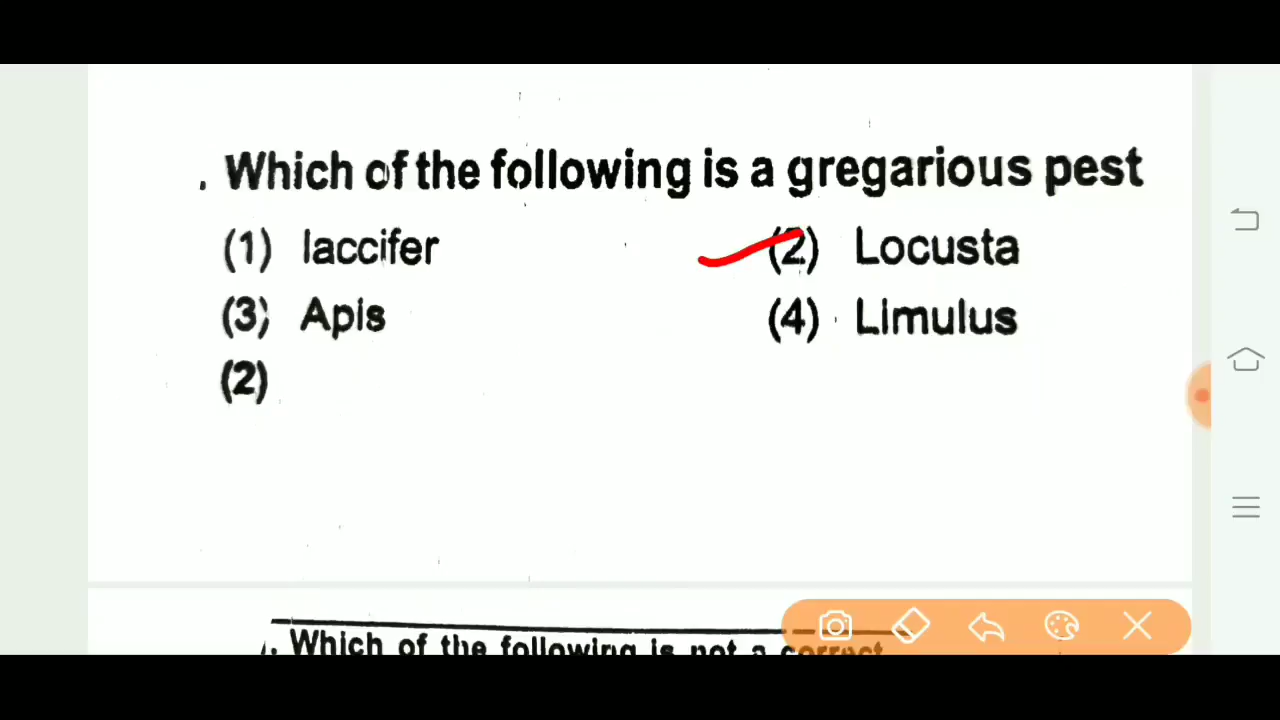 . Which of the following is a gregarious pest
(1) laccifer (2) Locusta
(3) Apis (4) Limulus
(2)
. Which of the following is not a correct